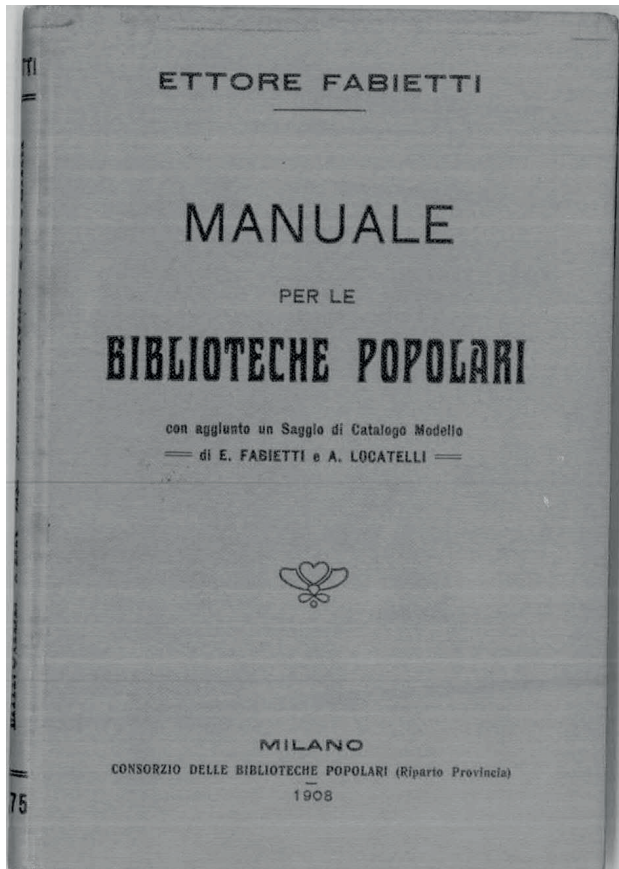 ETTORE FABIETTI
MANUALE
PER LE
BIBLIOTECHE POPOLARI
con aggiunto un Saggio di Catalogo Modello
di E. FABIETTI e A. LOCATELLI
MILANO
CONSORZIO DELLE BIBLIOTECHE POPOLARI (Riparto Provincia)
1908
75